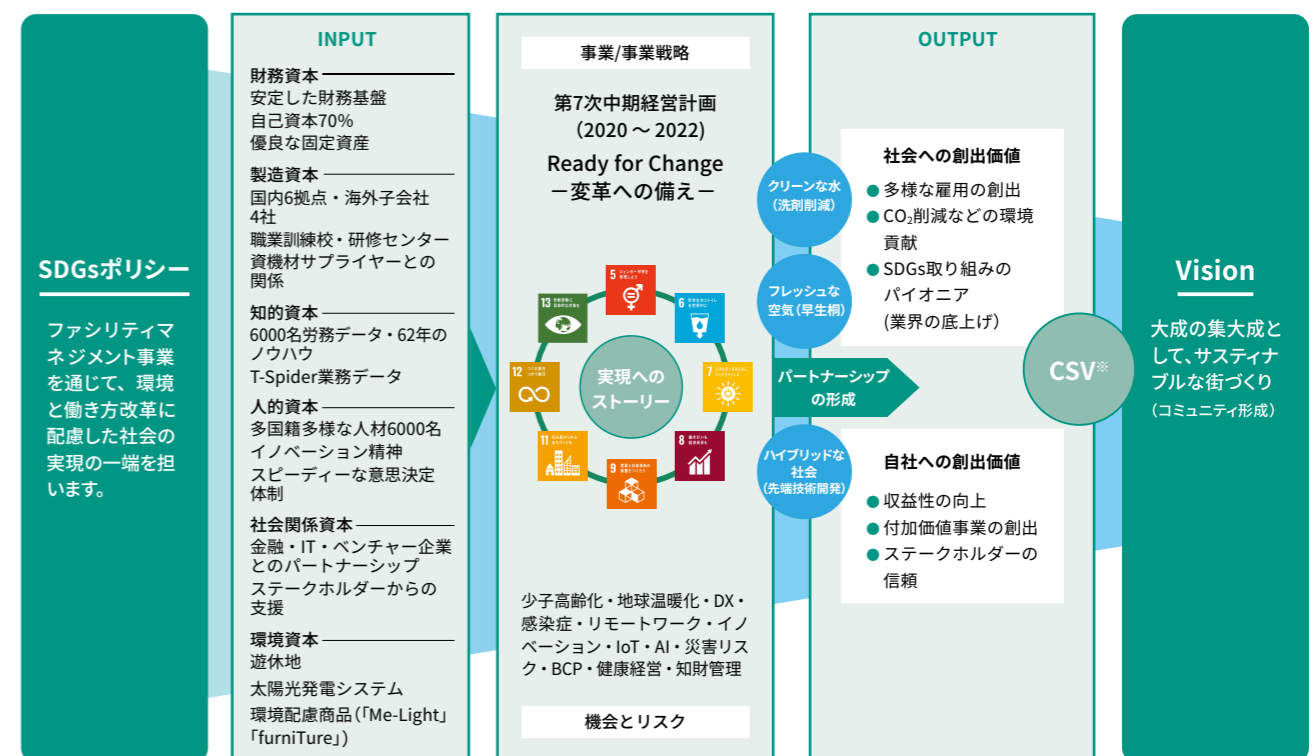 SDGsポリシー
ファシリティマ
ネジメント事業
を通じて、環境
と働き方改革に
配慮した社会の
実現の一端を担
います。
INPUT
財務資本
安定した財務基盤
自己資本70%
優良な固定資産
製造資本
国内6拠点・海外子会社
4社
職業訓練校・研修センター
資機材サプライヤーとの
関係
知的資本
6000名労務データ・62年の
ノウハウ
T-Spider業務データ
人的資本
多国籍多様な人材6000名
イノベーション精神
スピーディーな意思決定
体制
社会関係資本
金融・IT・ベンチャー企業
とのパートナーシップ
ステークホルダーからの
支援
環境資本
遊休地
太陽光発電システム
環境配慮商品(「Me-Light」
「furniTure」)
事業/事業戦略
第7次中期経営計画
（2020 ～ 2022)
Ready for Change
－変革への備え－
5
6
7
8
9
11
12
13
実現への
ストーリー
少子高齢化・地球温暖化・DX・
感染症・リモートワーク・イノ
ベーション・IoT・AI・災害リス
ク・BCP・健康経営・知財管理
機会とリスク
クリーンな水
（洗剤削減）
フレッシュな
空気（早生桐）
パートナーシップ
の形成
ハイブリッドな
社会
（先端技術開発）
OUTPUT
社会への創出価値
● 多様な雇用の創出
● CO₂削減などの環境
貢献
● SDGs取り組みの
パイオニア
(業界の底上げ）
自社への創出価値
● 収益性の向上
● 付加価値事業の創出
● ステークホルダーの
信頼
CSV※
Vision
大成の集大成と
して、サスティナ
ブルな街づくり
（コミュニティ形成）